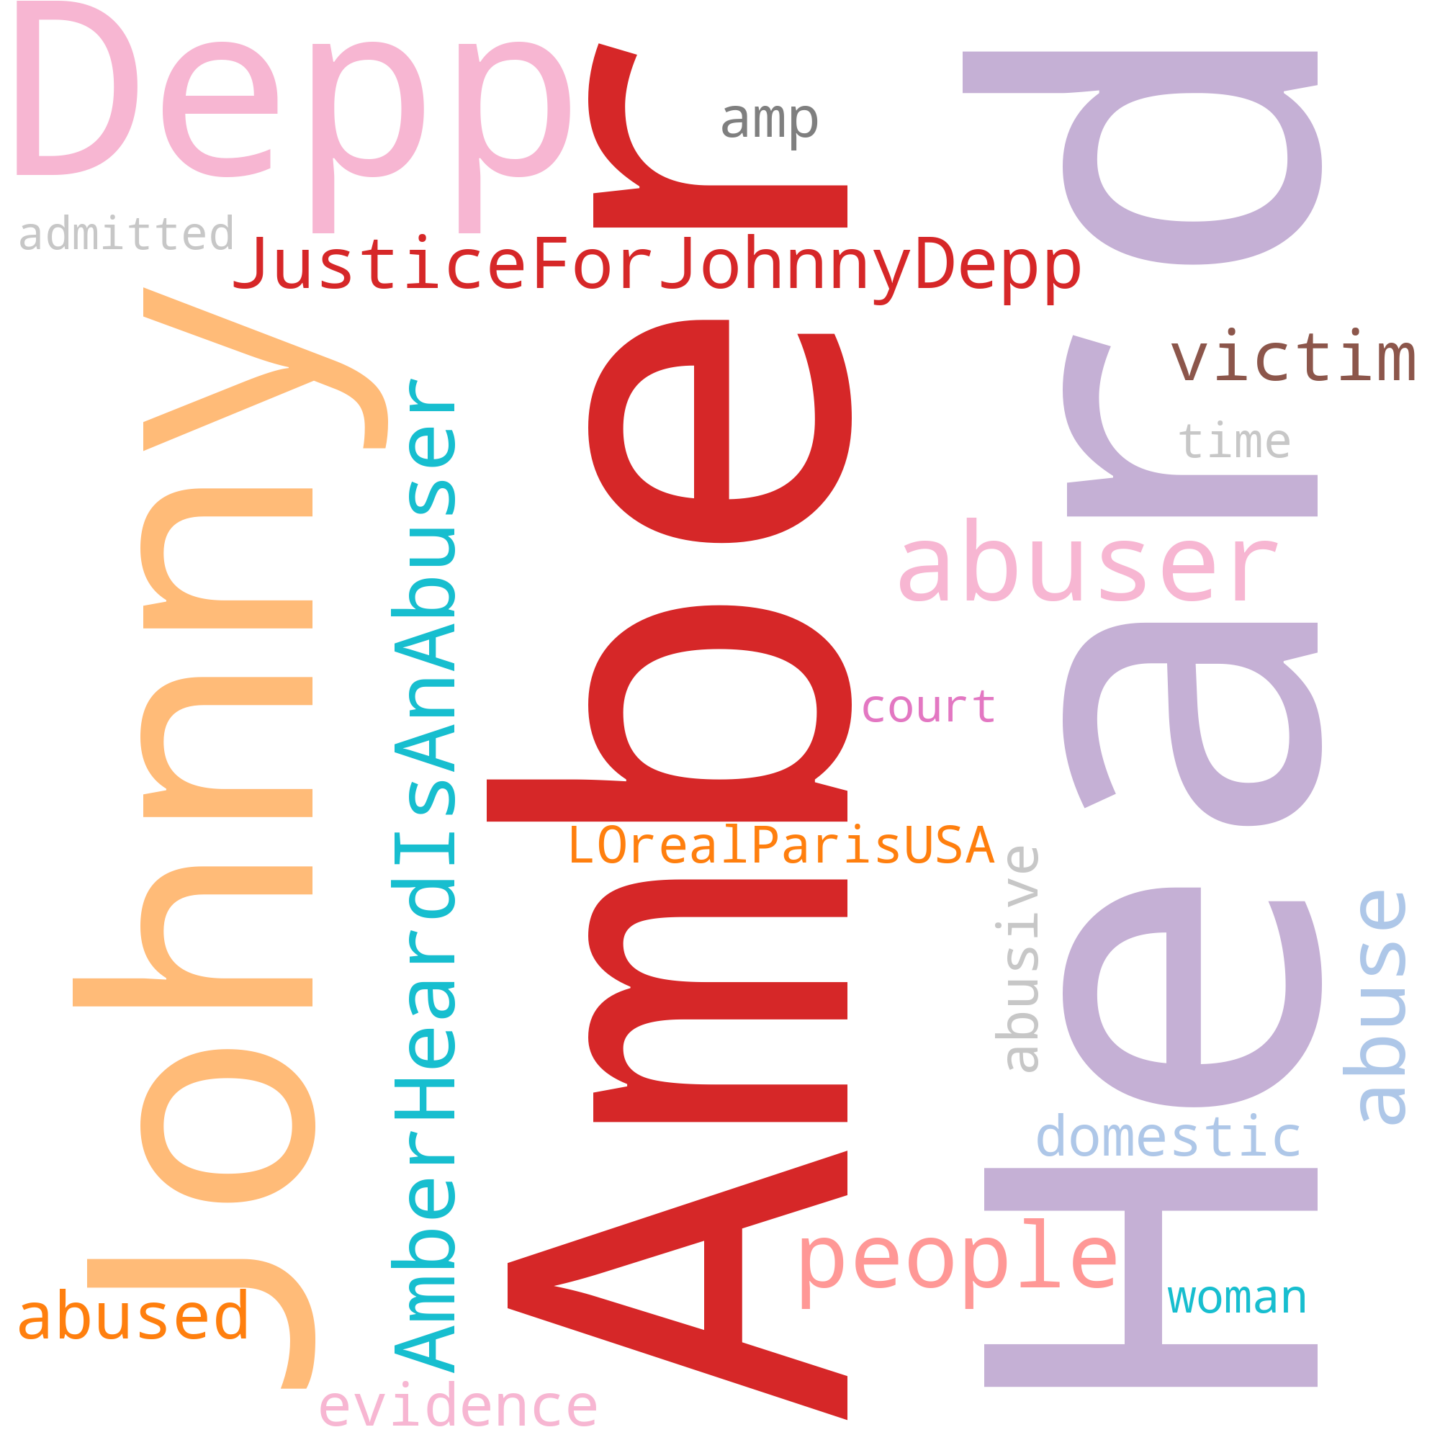 Depp
amp
admitted
JusticeForJohnnyDepp
Johnny
AmberHeardIsAnAbuser
Amber
Heard
victim
time
abuser
court
LOrealParisUSA
abusive
abuse
domestic
people
woman
abused
evidence